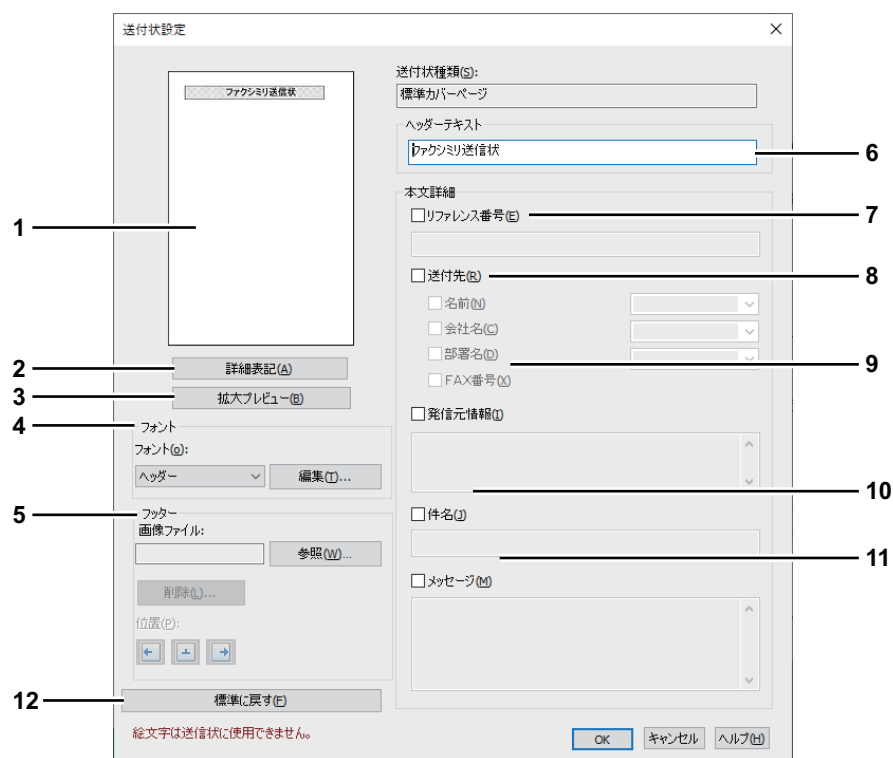 送付状設定
ファクシミリ送信状
送付状種類(S):
標準カバーページ
ヘッダーテキスト
ファクシミリ送信状
6
本文詳細
リファレンス番号(E)
7
1
送付先(R)
8
名前(N)
会社名(C)
部署名(D)
9
FAX番号(X)
2
詳細表記(A)
3
拡大プレビュー(B)
4
フォント
フォント(o):
ヘッダー
編集(T)...
発信元情報(I)
10
5
フッター
画像ファイル:
参照(W)...
削除(L)...
位置(P):
件名(J)
11
メッセージ(M)
12
標準に戻す(F)
絵文字は送信状に使用できません。
OK
キャンセル
ヘルプ(H)